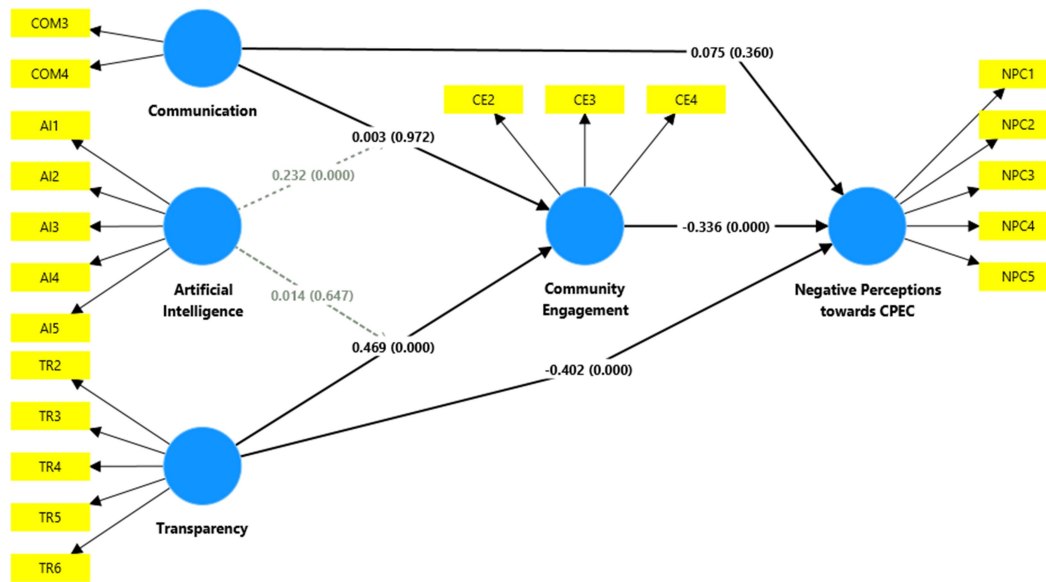 COM3
COM4
Communication
AI1
AI2
AI3
AI4
AI5
Artificial
Intelligence
TR2
TR3
TR4
TR5
TR6
Transparency
0.075 (0.360)
0.003 (0.972)
0.232 (0.000)
0.014 (0.647)
0.469 (0.000)
-0.402 (0.000)
CE2
CE3
CE4
Community
Engagement
-0.336 (0.000)
Negative Perceptions
towards CPEC
NPC1
NPC2
NPC3
NPC4
NPC5